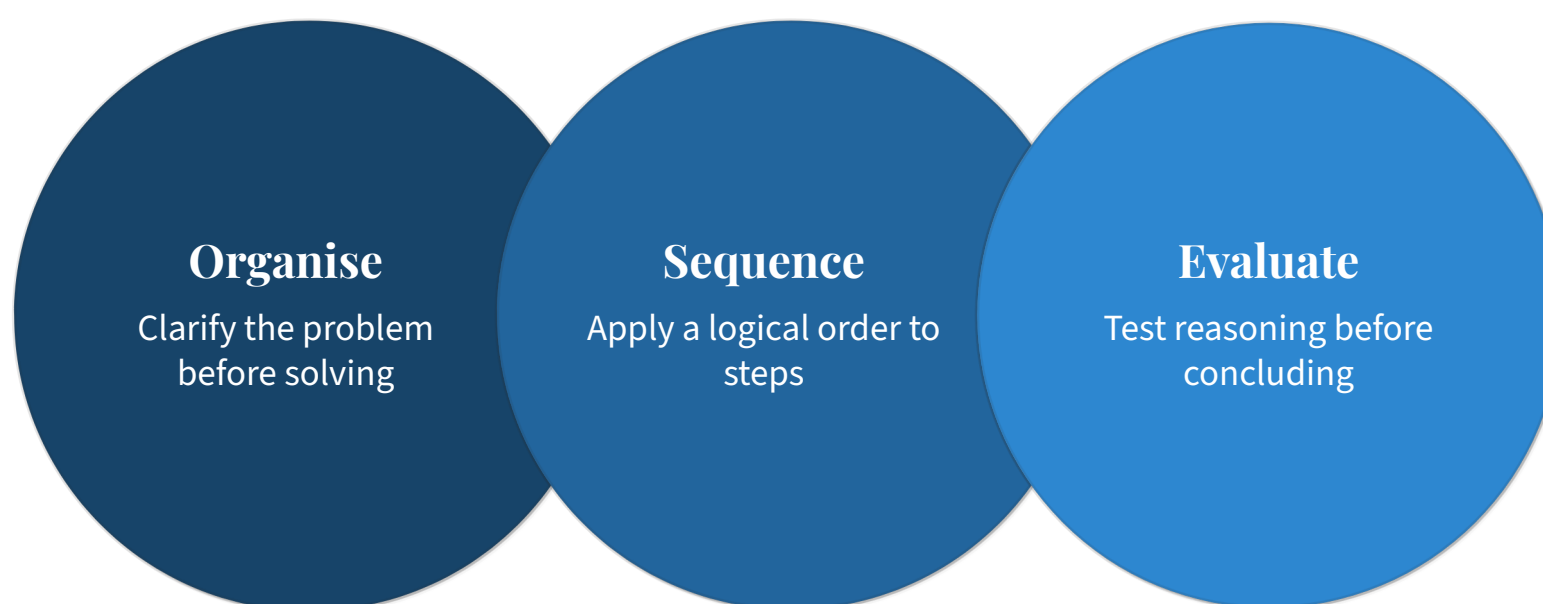 Organise
Clarify the problem
before solving
Sequence
Apply a logical order to
steps
Evaluate
Test reasoning before
concluding